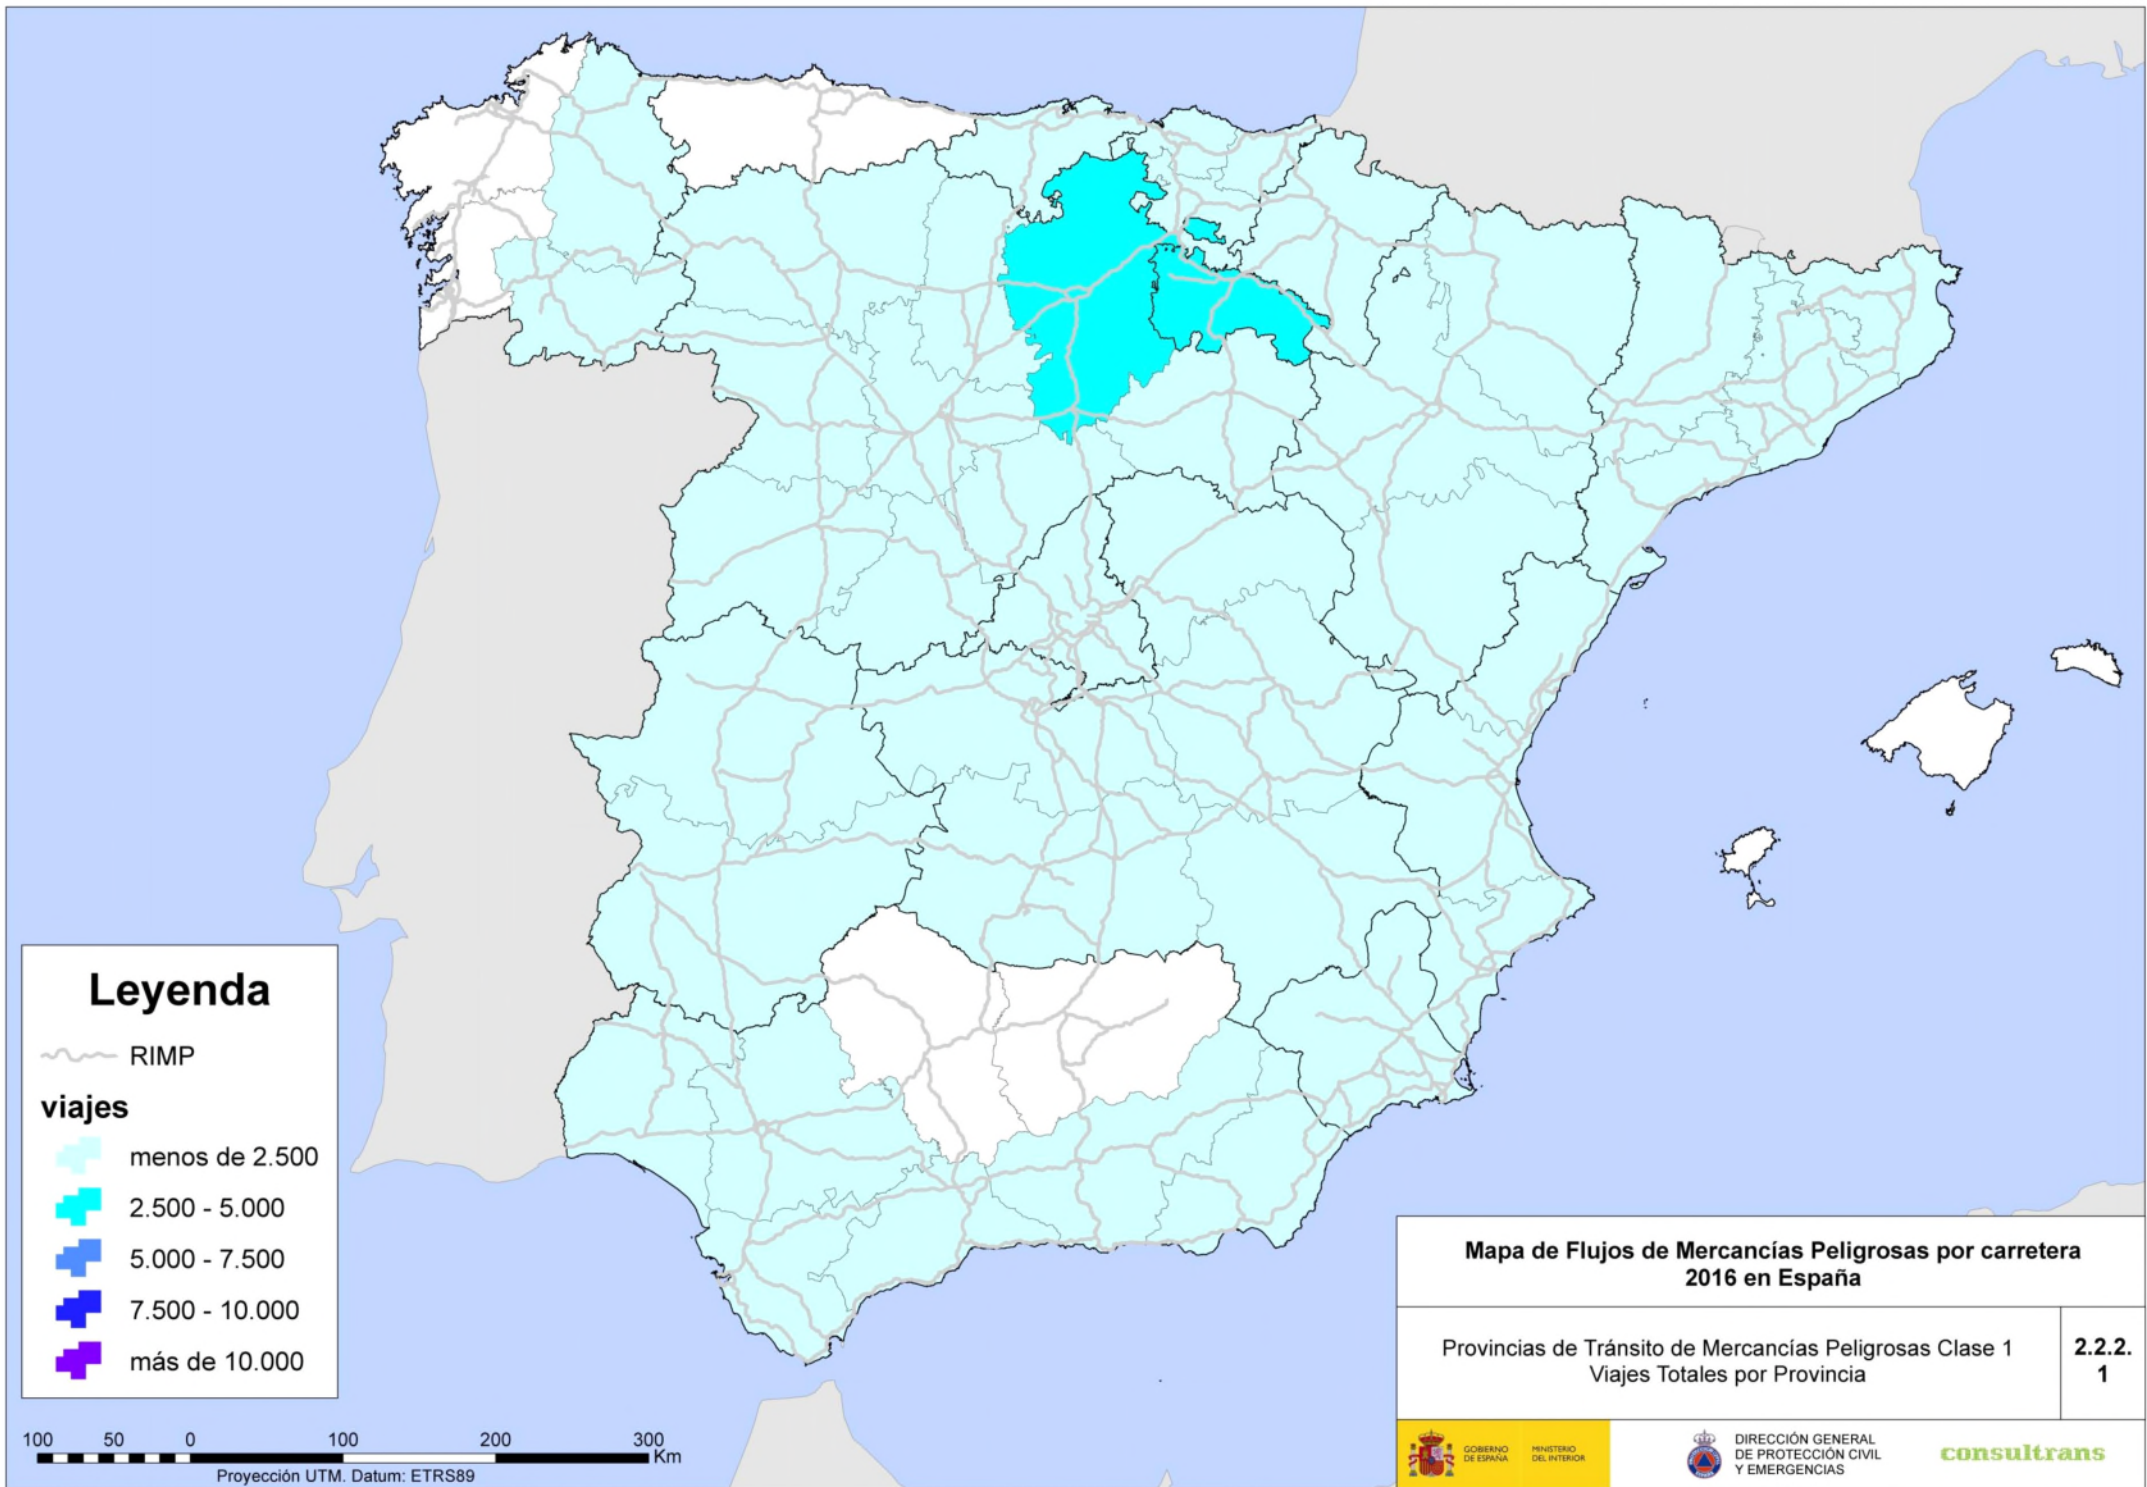 Leyenda
RIMP
viajes
menos de 2.500
2.500 - 5.000
5.000 - 7.500
7.500 - 10.000
más de 10.000
100 50 0 100 200 300
Km
Proyección UTM. Datum: ETRS89
Mapa de Flujos de Mercancías Peligrosas por carretera
2016 en España
Provincias de Tránsito de Mercancías Peligrosas Clase 1
Viajes Totales por Provincia
2.2.2.
1
GOBIERNO
DE ESPAÑA
MINISTERIO
DEL INTERIOR
DIRECCIÓN GENERAL
DE PROTECCIÓN CIVIL
Y EMERGENCIAS
consultrans